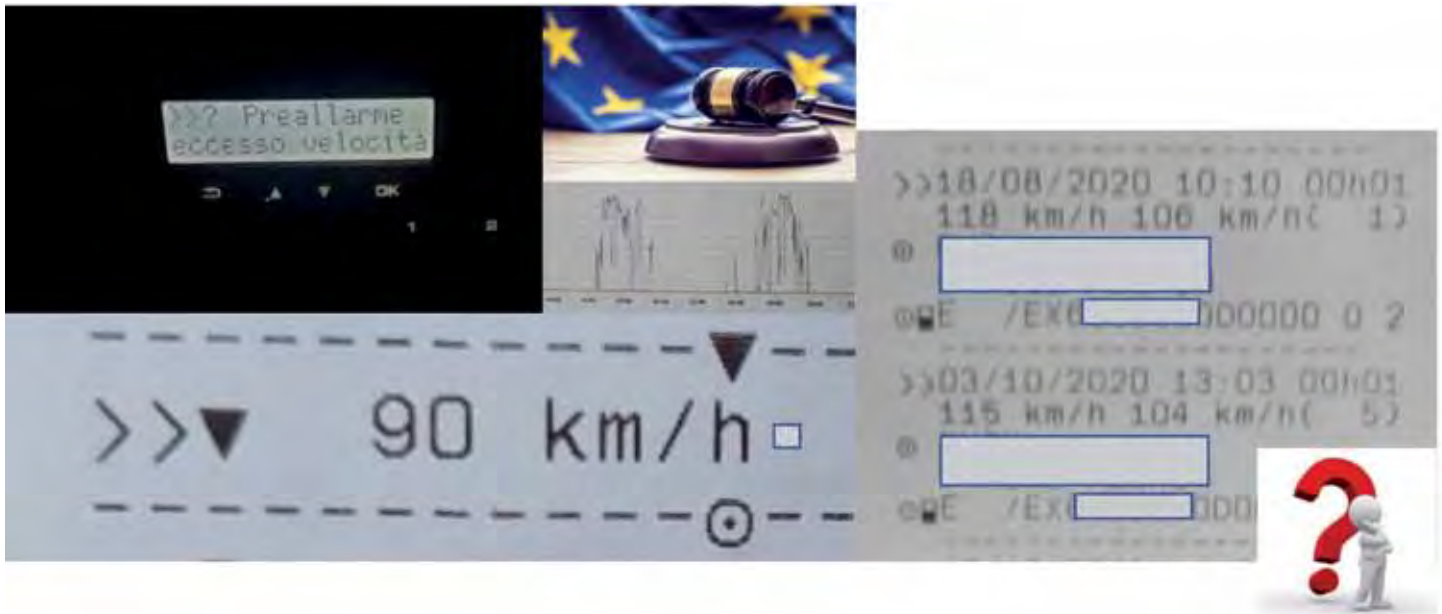 >>? Preallarme
eccesso velocità
OK
1 2
>>▼ 90 km/h
>>18/08/2020 10:10 00h01
118 km/h 106 km/h( 1)
E /EX6 000000 0 2
>>03/10/2020 13:03 00h01
115 km/h 104 km/h( 5)
E /EX
?